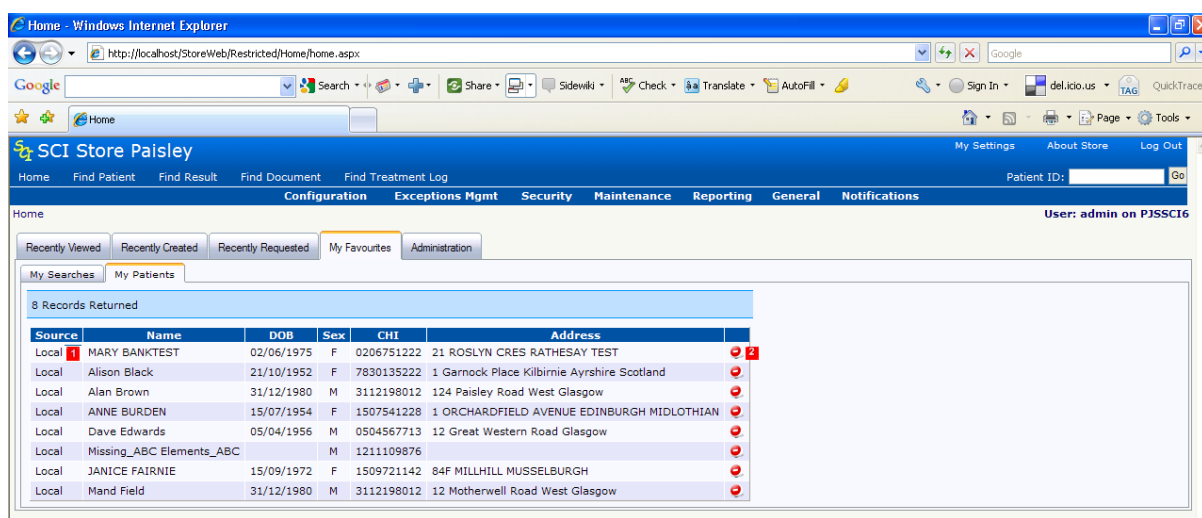 Home - Windows Internet Explorer
http://localhost/StoreWeb/Restricted/Home/home.aspx Google
Google Search Share Sidewiki ABC Check Translate AutoFill Sign In del.icio.us TAG QuickTrace
Home Page Tools
SCI Store Paisley My Settings About Store Log Out
Home Find Patient Find Result Find Document Find Treatment Log Patient ID: Go
Configuration Exceptions Mgmt Security Maintenance Reporting General Notifications
Home User: admin on PJSSCI6
Recently Viewed Recently Created Recently Requested My Favourites Administration
My Searches My Patients
8 Records Returned
Source Name DOB Sex CHI Address
Local 1 MARY BANKTEST 02/06/1975 F 0206751222 21 ROSLYN CRES RATHESAY TEST 2
Local Alison Black 21/10/1952 F 7830135222 1 Garnock Place Kilbirnie Ayrshire Scotland
Local Alan Brown 31/12/1980 M 3112198012 124 Paisley Road West Glasgow
Local ANNE BURDEN 15/07/1954 F 1507541228 1 ORCHARDFIELD AVENUE EDINBURGH MIDLOTHIAN
Local Dave Edwards 05/04/1956 M 0504567713 12 Great Western Road Glasgow
Local Missing_ABC Elements_ABC M 1211109876
Local JANICE FAIRNIE 15/09/1972 F 1509721142 84F MILLHILL MUSSELBURGH
Local Mand Field 31/12/1980 M 3112198012 12 Motherwell Road West Glasgow